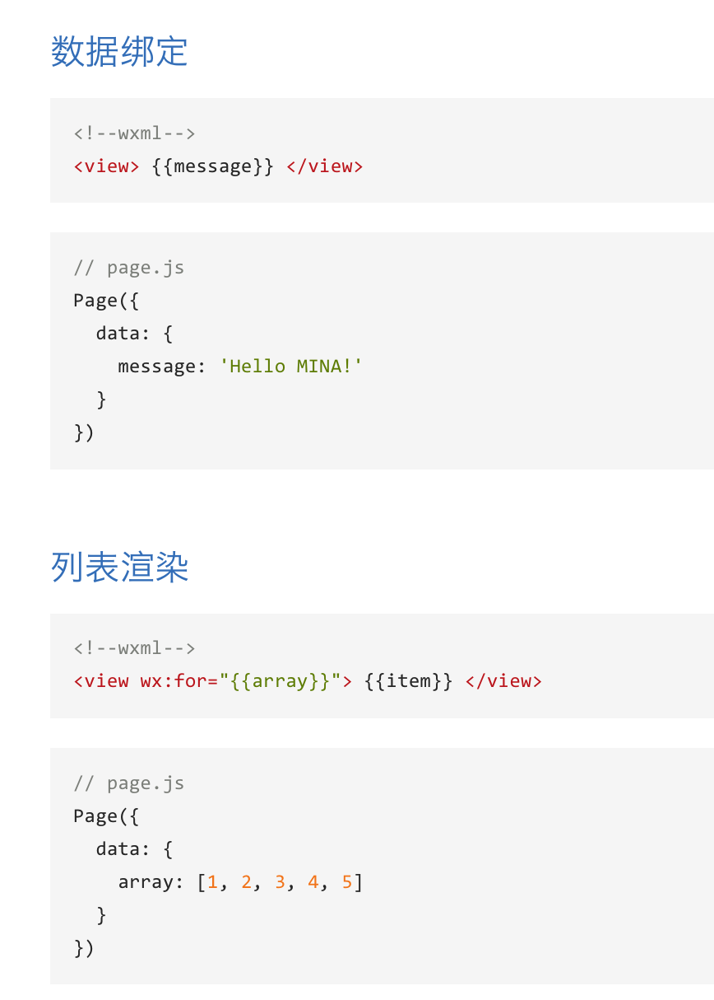 数据绑定
<!--wxml-->
<view> {{message}} </view>
// page.js
Page({
  data: {
    message: 'Hello MINA!'
  }
})
列表渲染
<!--wxml-->
<view wx:for="{{array}}"> {{item}} </view>
// page.js
Page({
  data: {
    array: [1, 2, 3, 4, 5]
  }
})